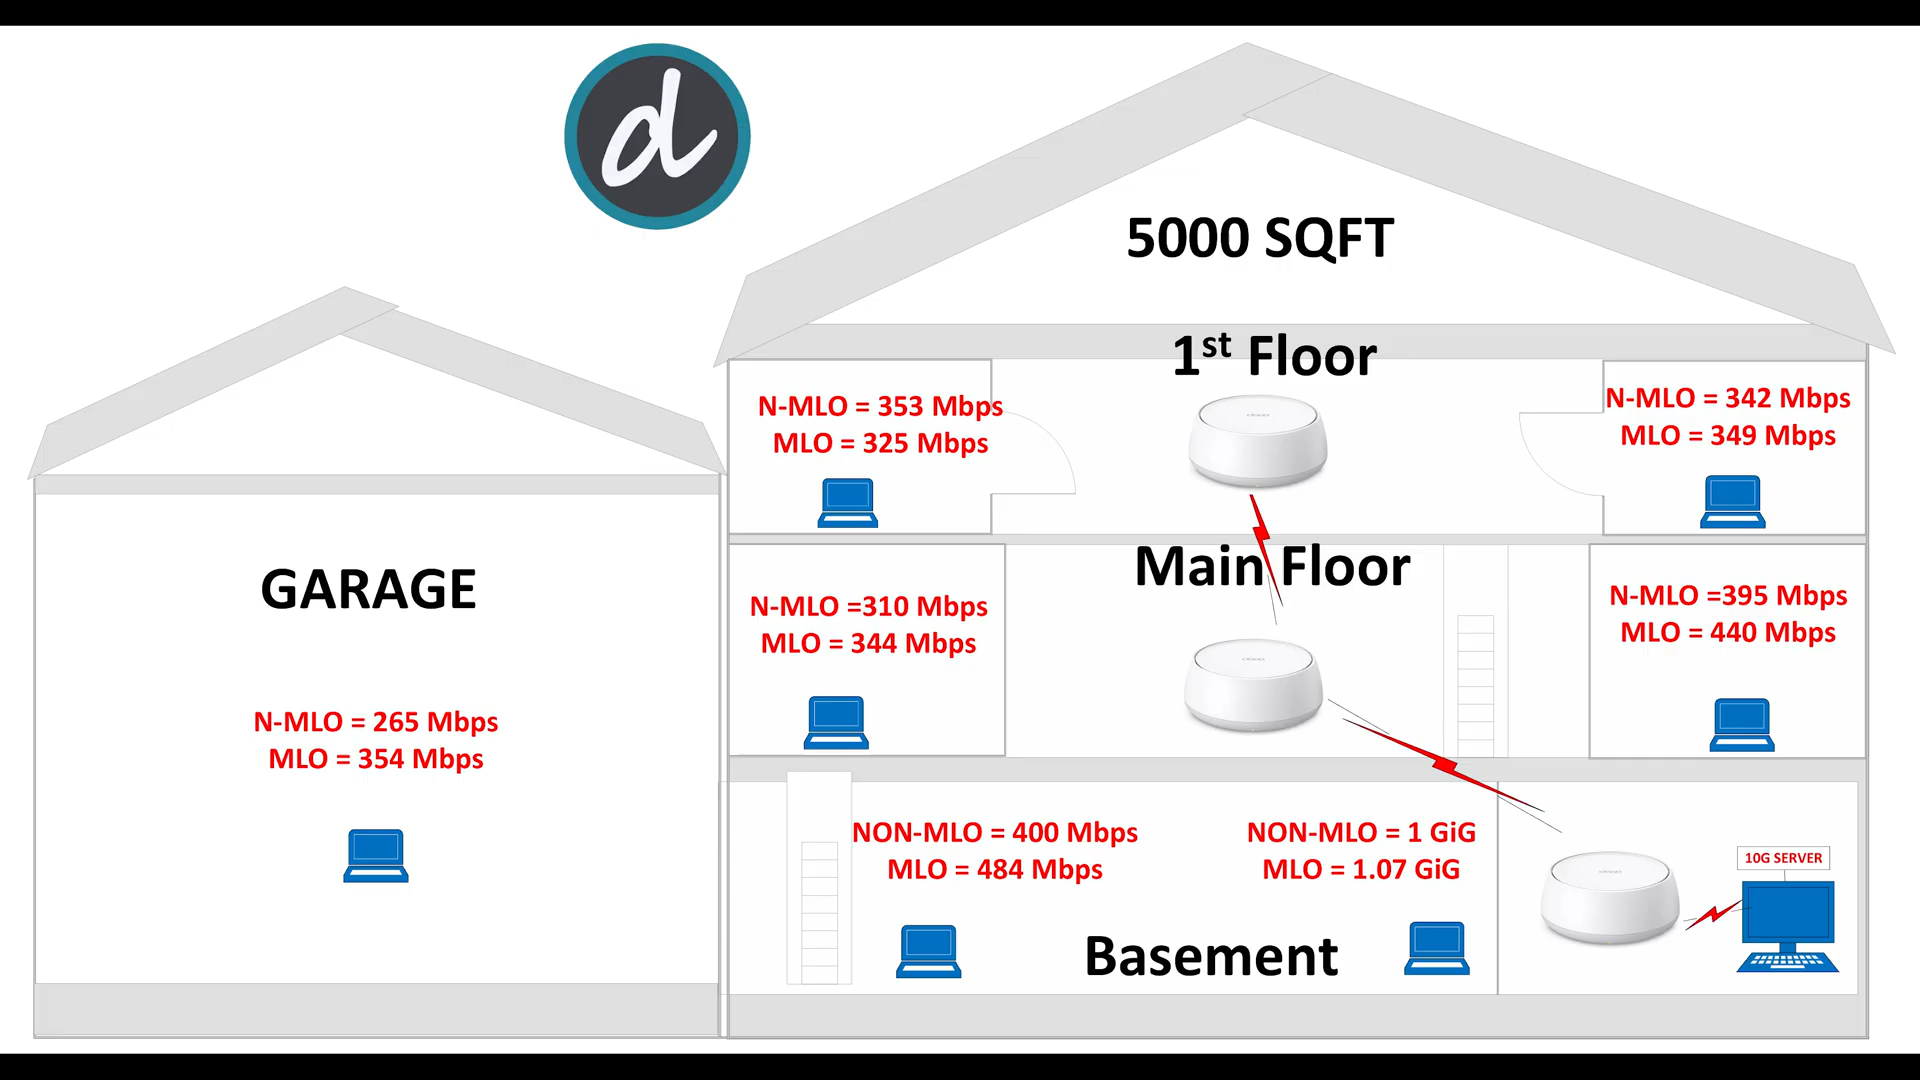 d
5000 SQFT
1st Floor
N-MLO = 353 Mbps
MLO = 325 Mbps
N-MLO = 342 Mbps
MLO = 349 Mbps
Main Floor
GARAGE
N-MLO =310 Mbps
MLO = 344 Mbps
N-MLO =395 Mbps
MLO = 440 Mbps
N-MLO = 265 Mbps
MLO = 354 Mbps
NON-MLO = 400 Mbps
MLO = 484 Mbps
NON-MLO = 1 GiG
MLO = 1.07 GiG
10G SERVER
Basement